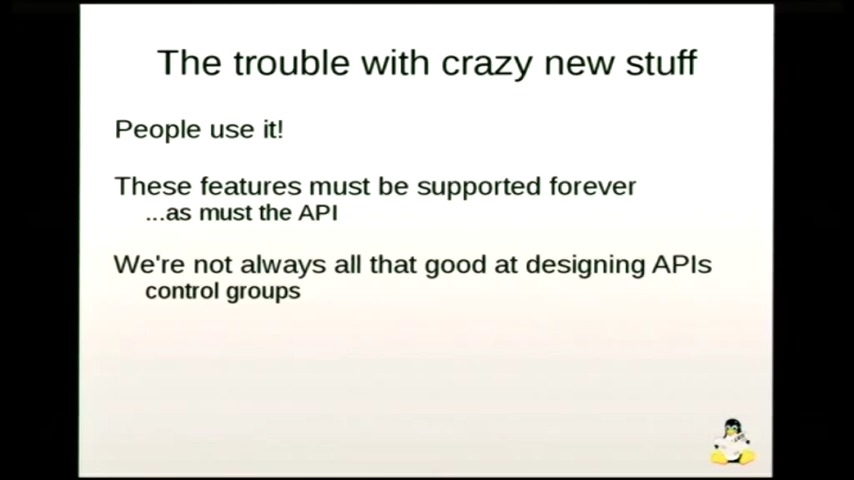 The trouble with crazy new stuff
People use it!
These features must be supported forever
...as must the API
We're not always all that good at designing APIs
control groups